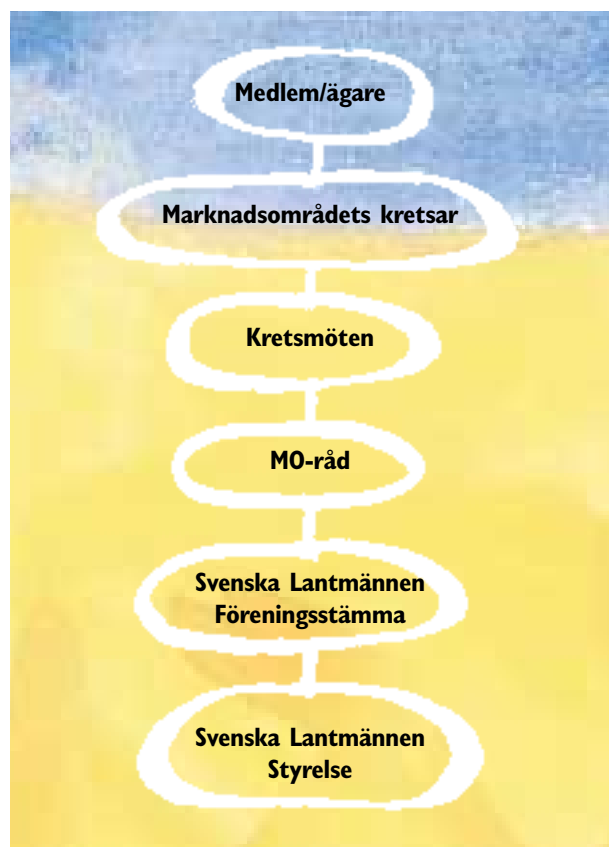 Medlem/ägare
Marknadsområdets kretsar
Kretsmöten
MO-råd
Svenska Lantmännen
Föreningsstämma
Svenska Lantmännen
Styrelse